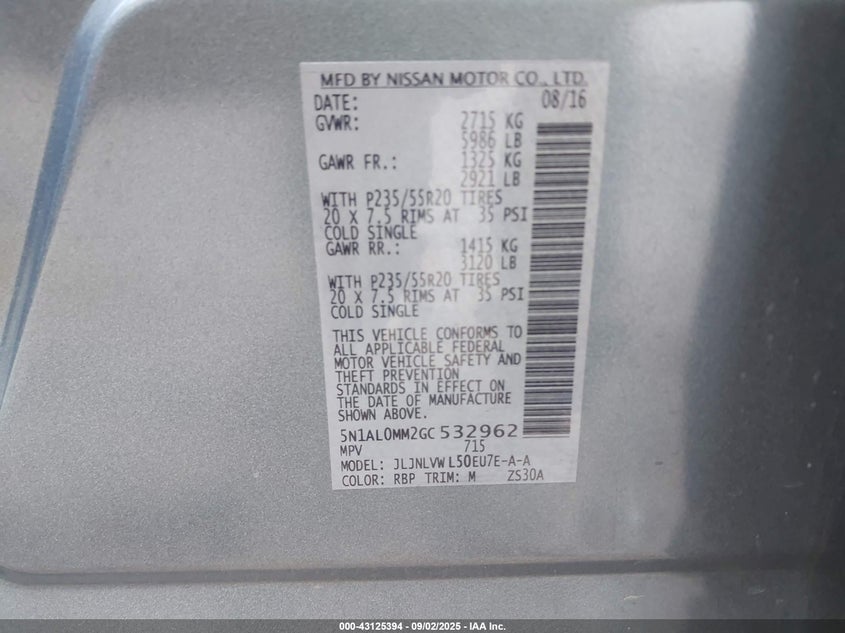 MFD BY NISSAN MOTOR CO., LTD.
DATE: 08/16
GVWR: 2715 KG
5986 LB
GAWR FR.: 1325 KG
2921 LB
WITH P235/55R20 TIRES
20 X 7.5 RIMS AT 35 PSI
COLD SINGLE
GAWR RR.: 1415 KG
3120 LB
WITH P235/55R20 TIRES
20 X 7.5 RIMS AT 35 PSI
COLD SINGLE
THIS VEHICLE CONFORMS TO
ALL APPLICABLE FEDERAL
MOTOR VEHICLE SAFETY AND
THEFT PREVENTION
STANDARDS IN EFFECT ON
THE DATE OF MANUFACTURE
SHOWN ABOVE.
5N1AL0MM2GC 532962
MPV 715
MODEL: JLJNLVW L50EU7E-A-A
COLOR: RBP TRIM: M ZS30A
000-43125394 - 09/02/2025 - IAA Inc.